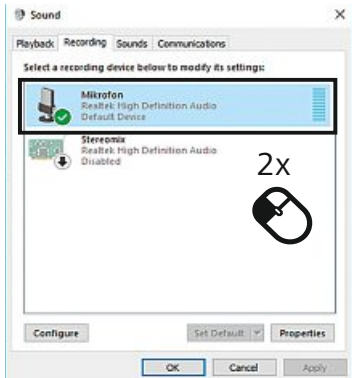 Sound
Playback Recording Sounds Communications
Select a recording device below to modify its settings:
Mikrofon
Realtek High Definition Audio
Default Device
Stereomix
Realtek High Definition Audio
Disabled
2x
Configure Set Default Properties
OK Cancel Apply